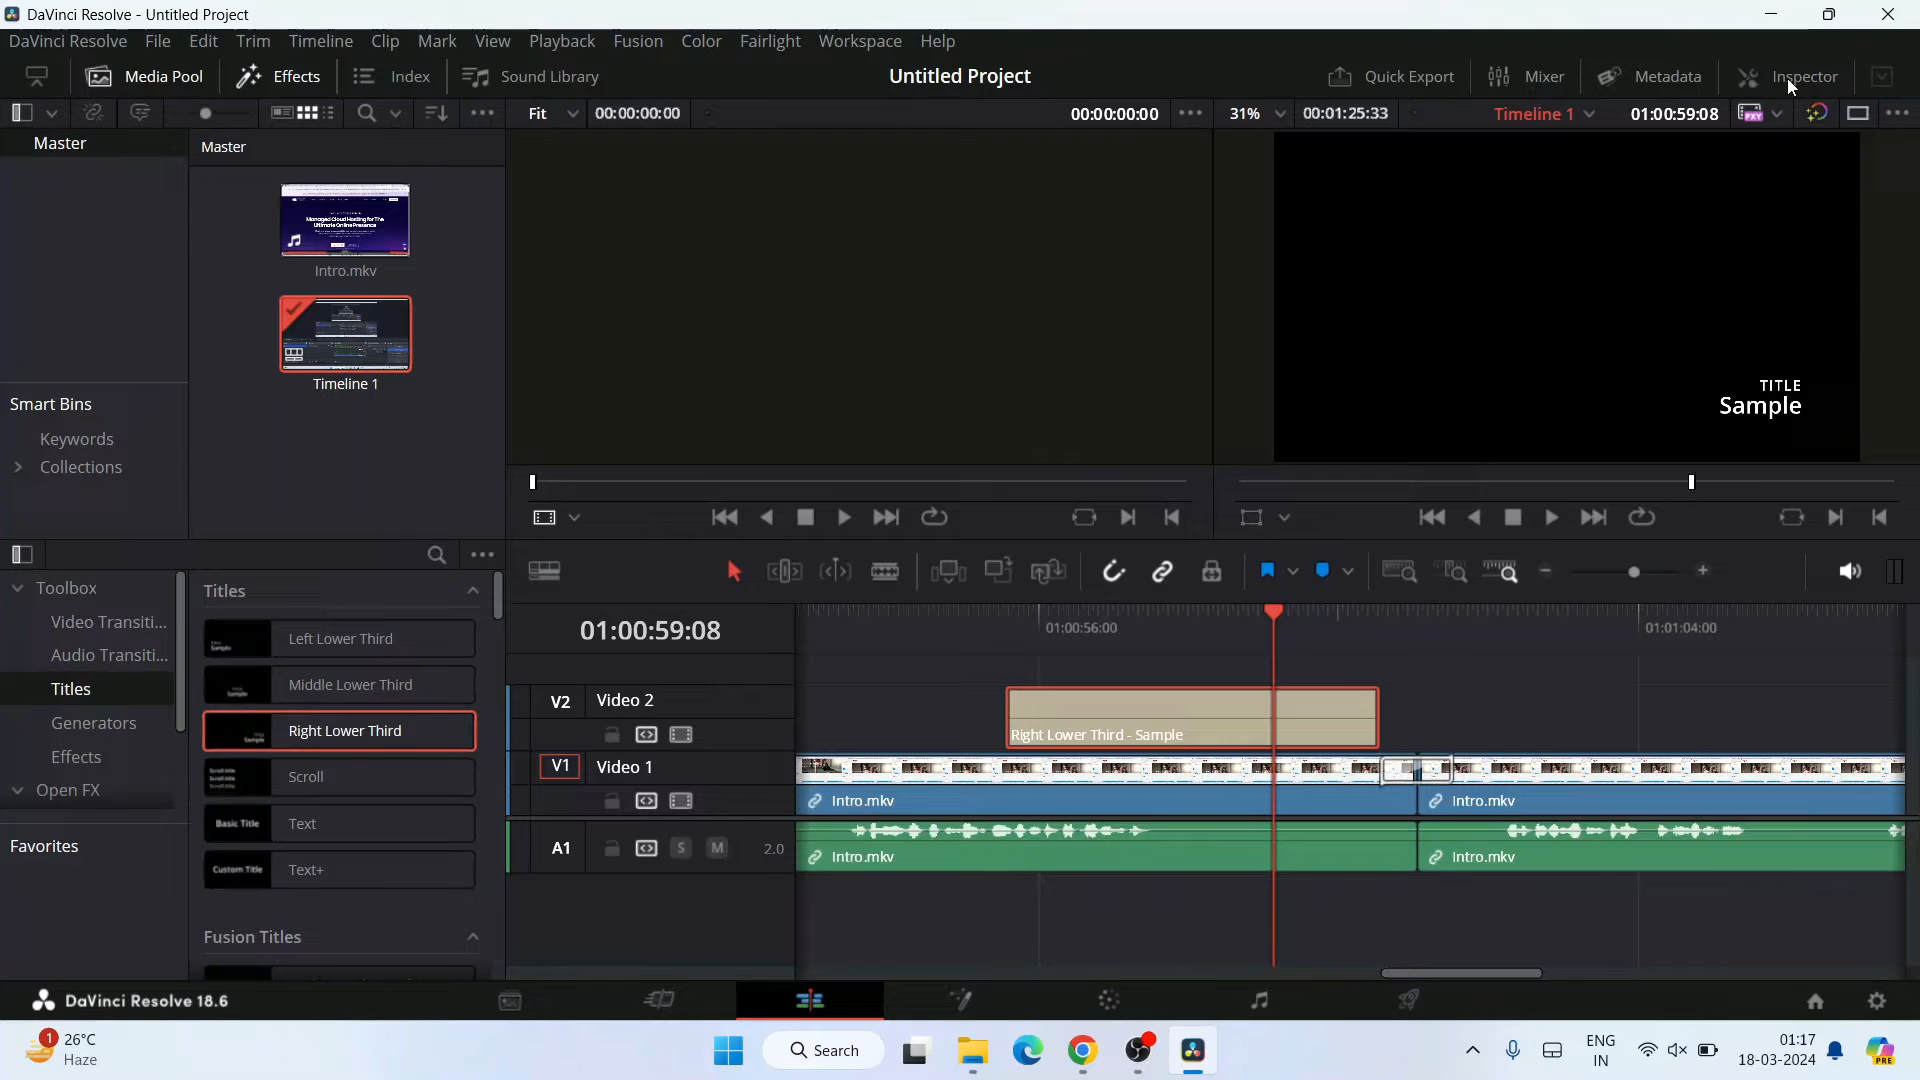 DaVinci Resolve - Untitled Project
DaVinci Resolve File Edit Trim Timeline Clip Mark View Playback Fusion Color Fairlight Workspace Help
Media Pool Effects Index Sound Library Untitled Project Quick Export Mixer Metadata Inspector
Fit 00:00:00:00 00:00:00:00 31% 00:01:25:33 Timeline 1 01:00:59:08
Master Master
Intro.mkv
Timeline 1
Smart Bins
Keywords
Collections
TITLE
Sample
Toolbox
Video Transiti...
Audio Transiti...
Titles
Generators
Effects
Open FX
Favorites
Titles
Left Lower Third
Middle Lower Third
Right Lower Third
Scroll
Basic Title Text
Custom Title Text+
Fusion Titles
01:00:59:08 01:00:56:00 01:01:04:00
V2 Video 2
Right Lower Third - Sample
V1 Video 1
Intro.mkv Intro.mkv
A1 S M 2.0
Intro.mkv Intro.mkv
DaVinci Resolve 18.6
1 26°C
Haze
Search
ENG
IN
01:17
18-03-2024
PRE